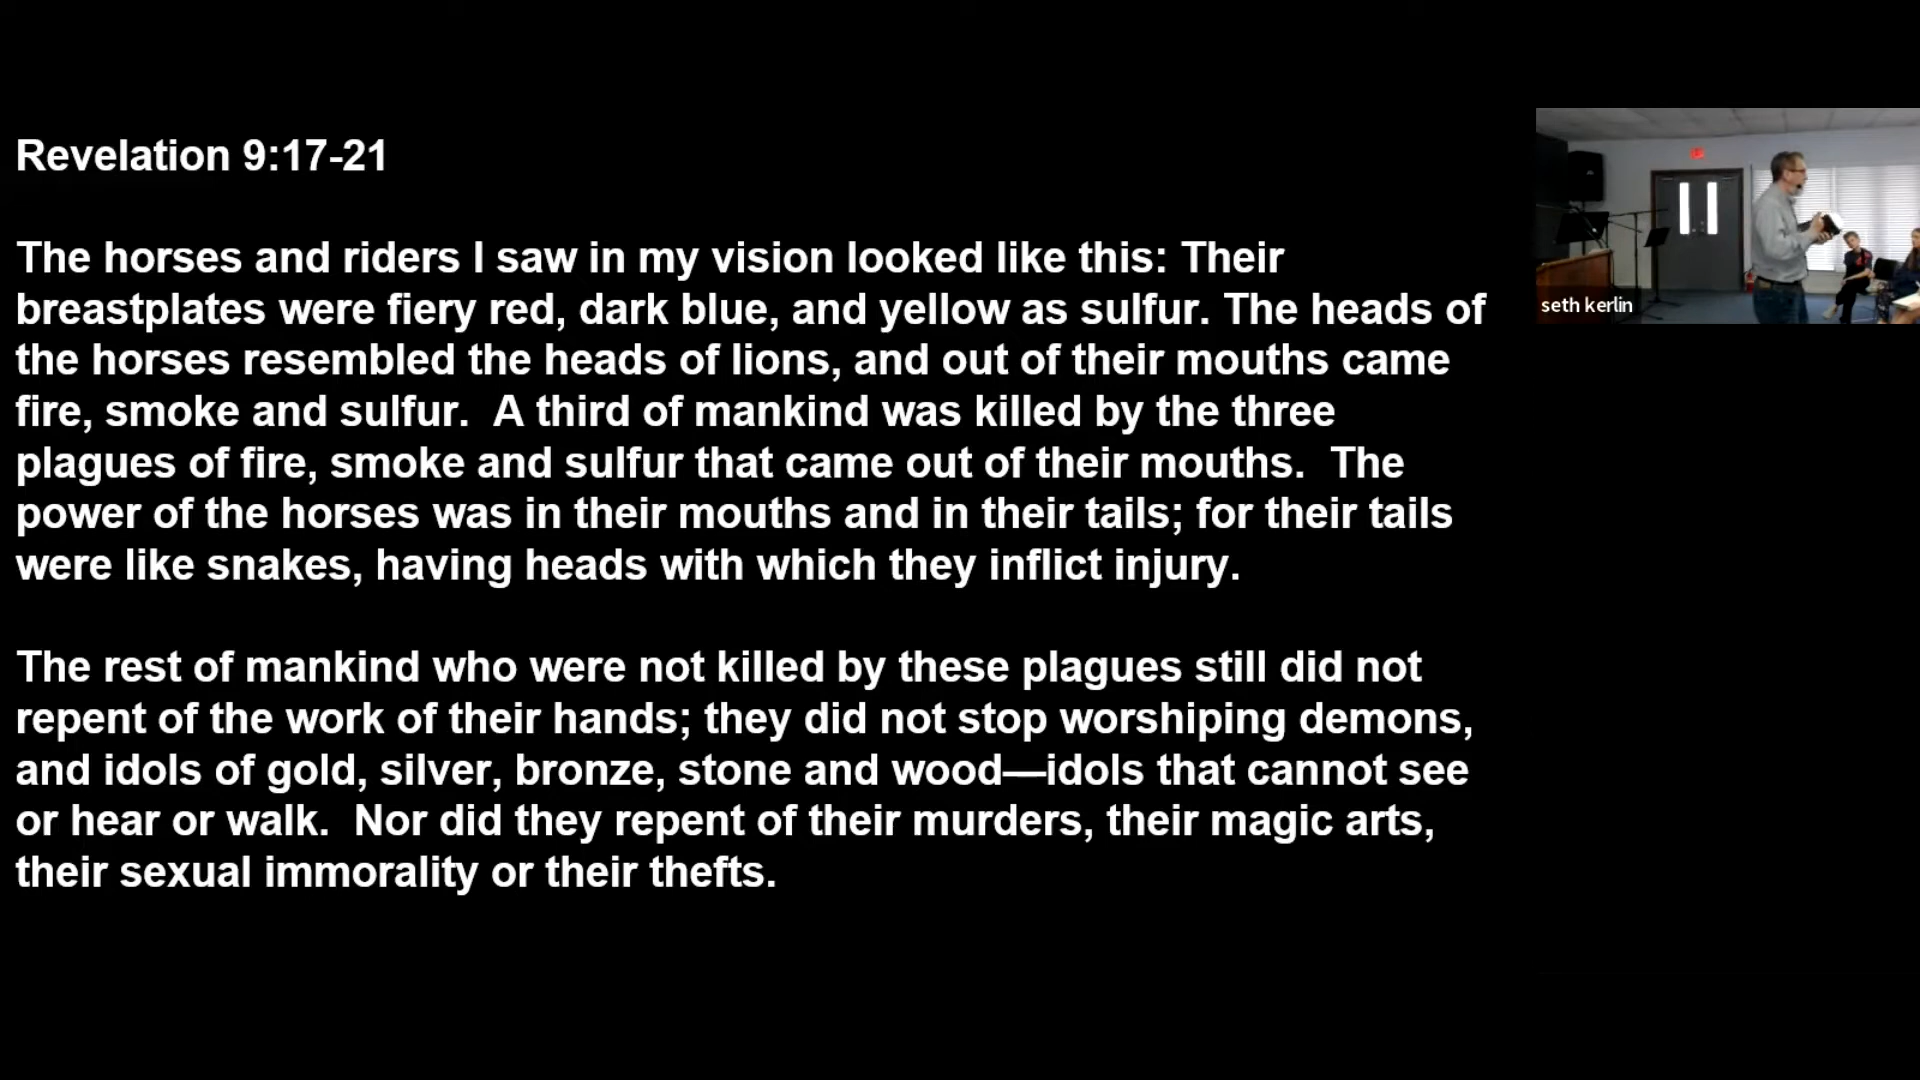 Revelation 9:17-21
The horses and riders I saw in my vision looked like this: Their
breastplates were fiery red, dark blue, and yellow as sulfur. The heads of
the horses resembled the heads of lions, and out of their mouths came
fire, smoke and sulfur.  A third of mankind was killed by the three
plagues of fire, smoke and sulfur that came out of their mouths.  The
power of the horses was in their mouths and in their tails; for their tails
were like snakes, having heads with which they inflict injury.
The rest of mankind who were not killed by these plagues still did not
repent of the work of their hands; they did not stop worshiping demons,
and idols of gold, silver, bronze, stone and wood—idols that cannot see
or hear or walk.  Nor did they repent of their murders, their magic arts,
their sexual immorality or their thefts.
seth kerlin